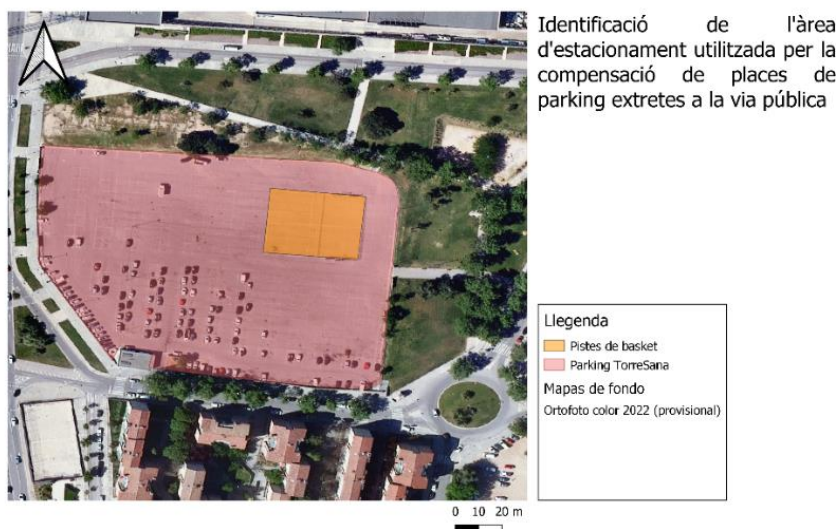 Identificació de l'àrea
d'estacionament utilitzada per la
compensació de places de
parking extretes a la via pública
Llegenda
Pistes de basket
Parking TorreSana
Mapas de fondo
Ortofoto color 2022 (provisional)
0 10 20 m